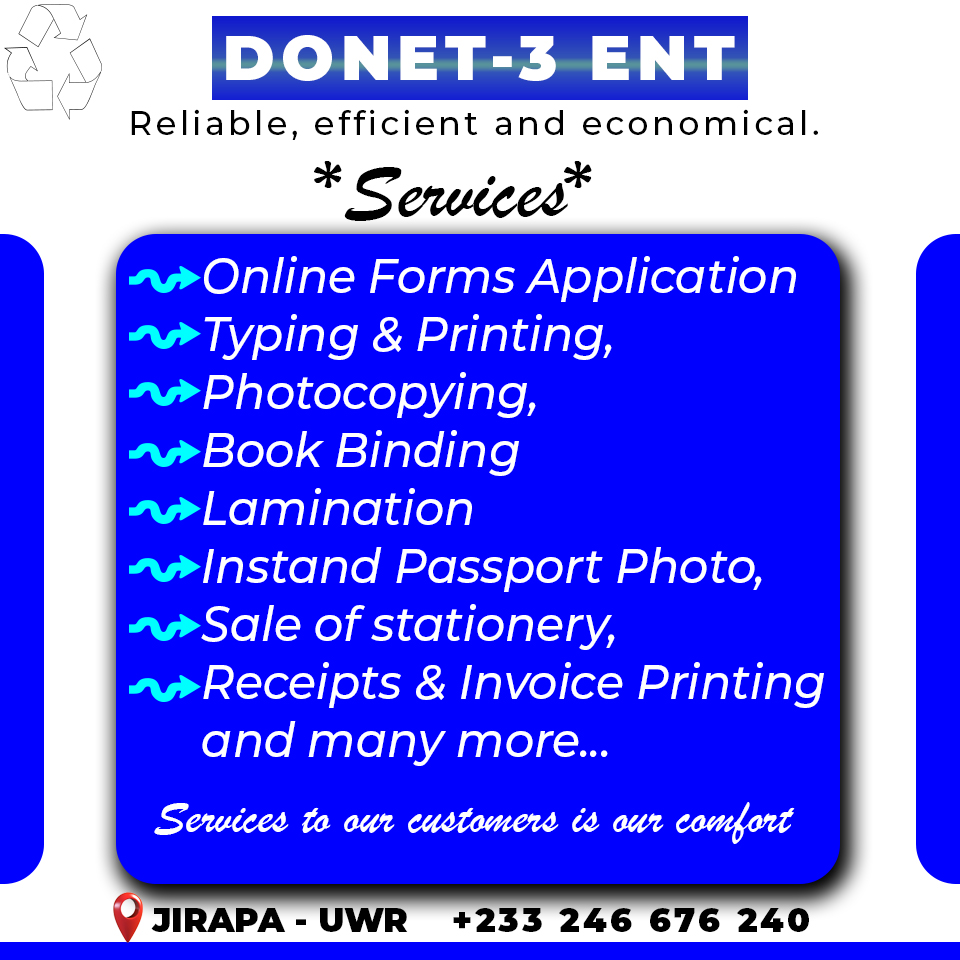 DONET-3 ENT
Reliable, efficient and economical.
*Services*
Online Forms Application
Typing & Printing,
Photocopying,
Book Binding
Lamination
Instand Passport Photo,
Sale of stationery,
Receipts & Invoice Printing
and many more...
Services to our customers is our comfort
JIRAPA - UWR +233 246 676 240